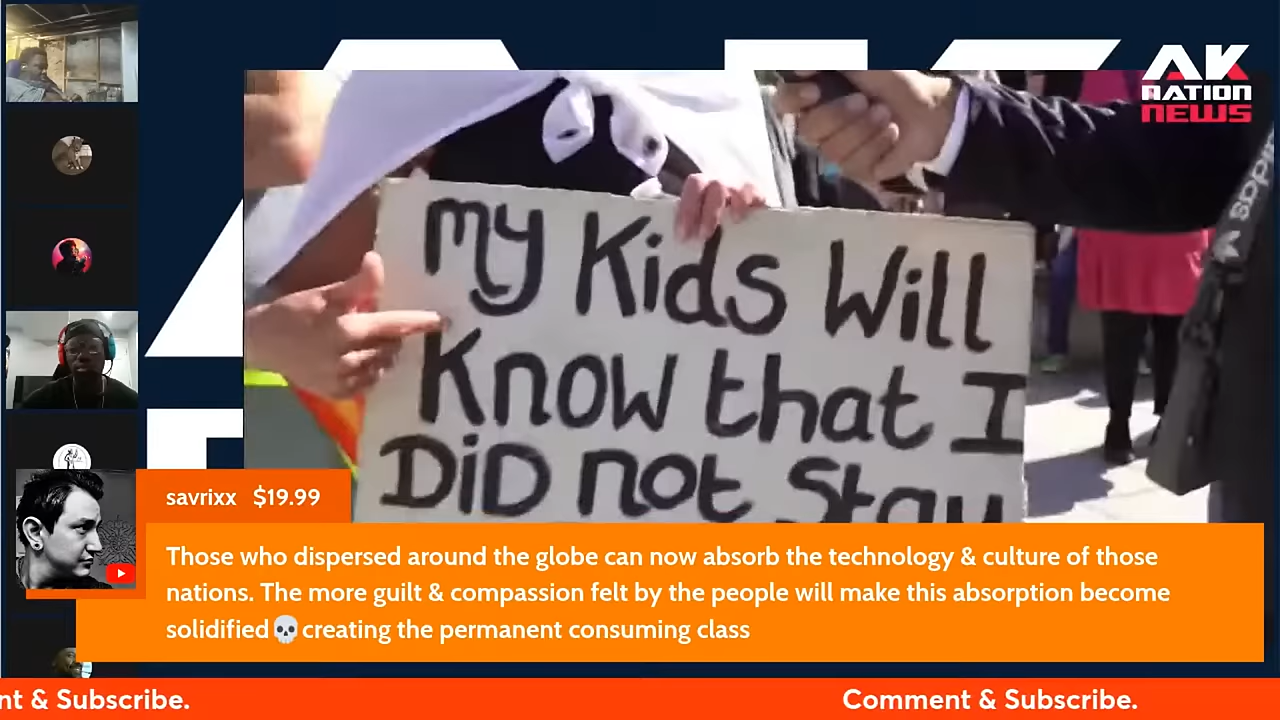 AK
NATION
NEWS
adidas
My Kids Will
Know that I
DiD not Stay
savrixx $19.99
Those who dispersed around the globe can now absorb the technology & culture of those
nations. The more guilt & compassion felt by the people will make this absorption become
solidified💀creating the permanent consuming class
nt & Subscribe.
Comment & Subscribe.